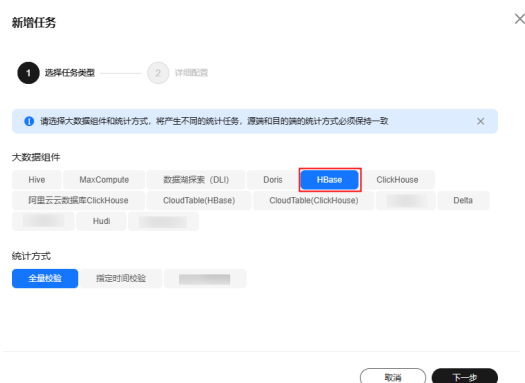 新增任务
1 选择任务类型 2 详细配置
请选择大数据组件和统计方式，将产生不同的统计任务，源端和目的端的统计方式必须保持一致
大数据组件
Hive MaxCompute 数据湖探索（DLI） Doris HBase ClickHouse
阿里云云数据库ClickHouse CloudTable(HBase) CloudTable(ClickHouse) Delta
Hudi
统计方式
全量校验 指定时间校验
取消 下一步